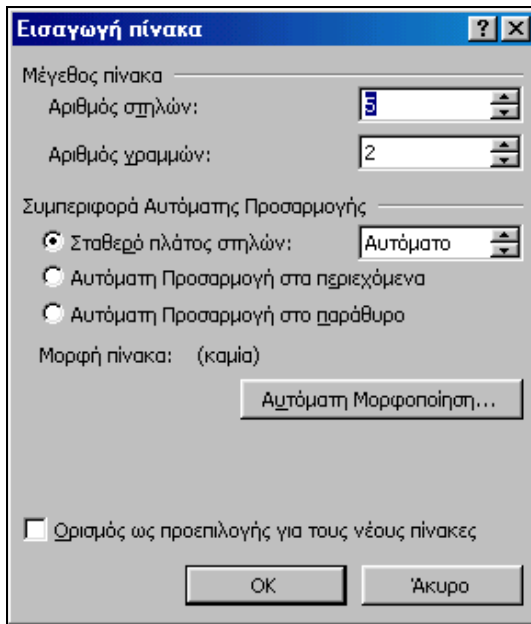 Εισαγωγή πίνακα
Μέγεθος πίνακα
Αριθμός στηλών: 5
Αριθμός γραμμών: 2
Συμπεριφορά Αυτόματης Προσαρμογής
Σταθερό πλάτος στηλών: Αυτόματο
Αυτόματη Προσαρμογή στα περιεχόμενα
Αυτόματη Προσαρμογή στο παράθυρο
Μορφή πίνακα: (καμία)
Αυτόματη Μορφοποίηση...
Ορισμός ως προεπιλογής για τους νέους πίνακες
OK Άκυρο